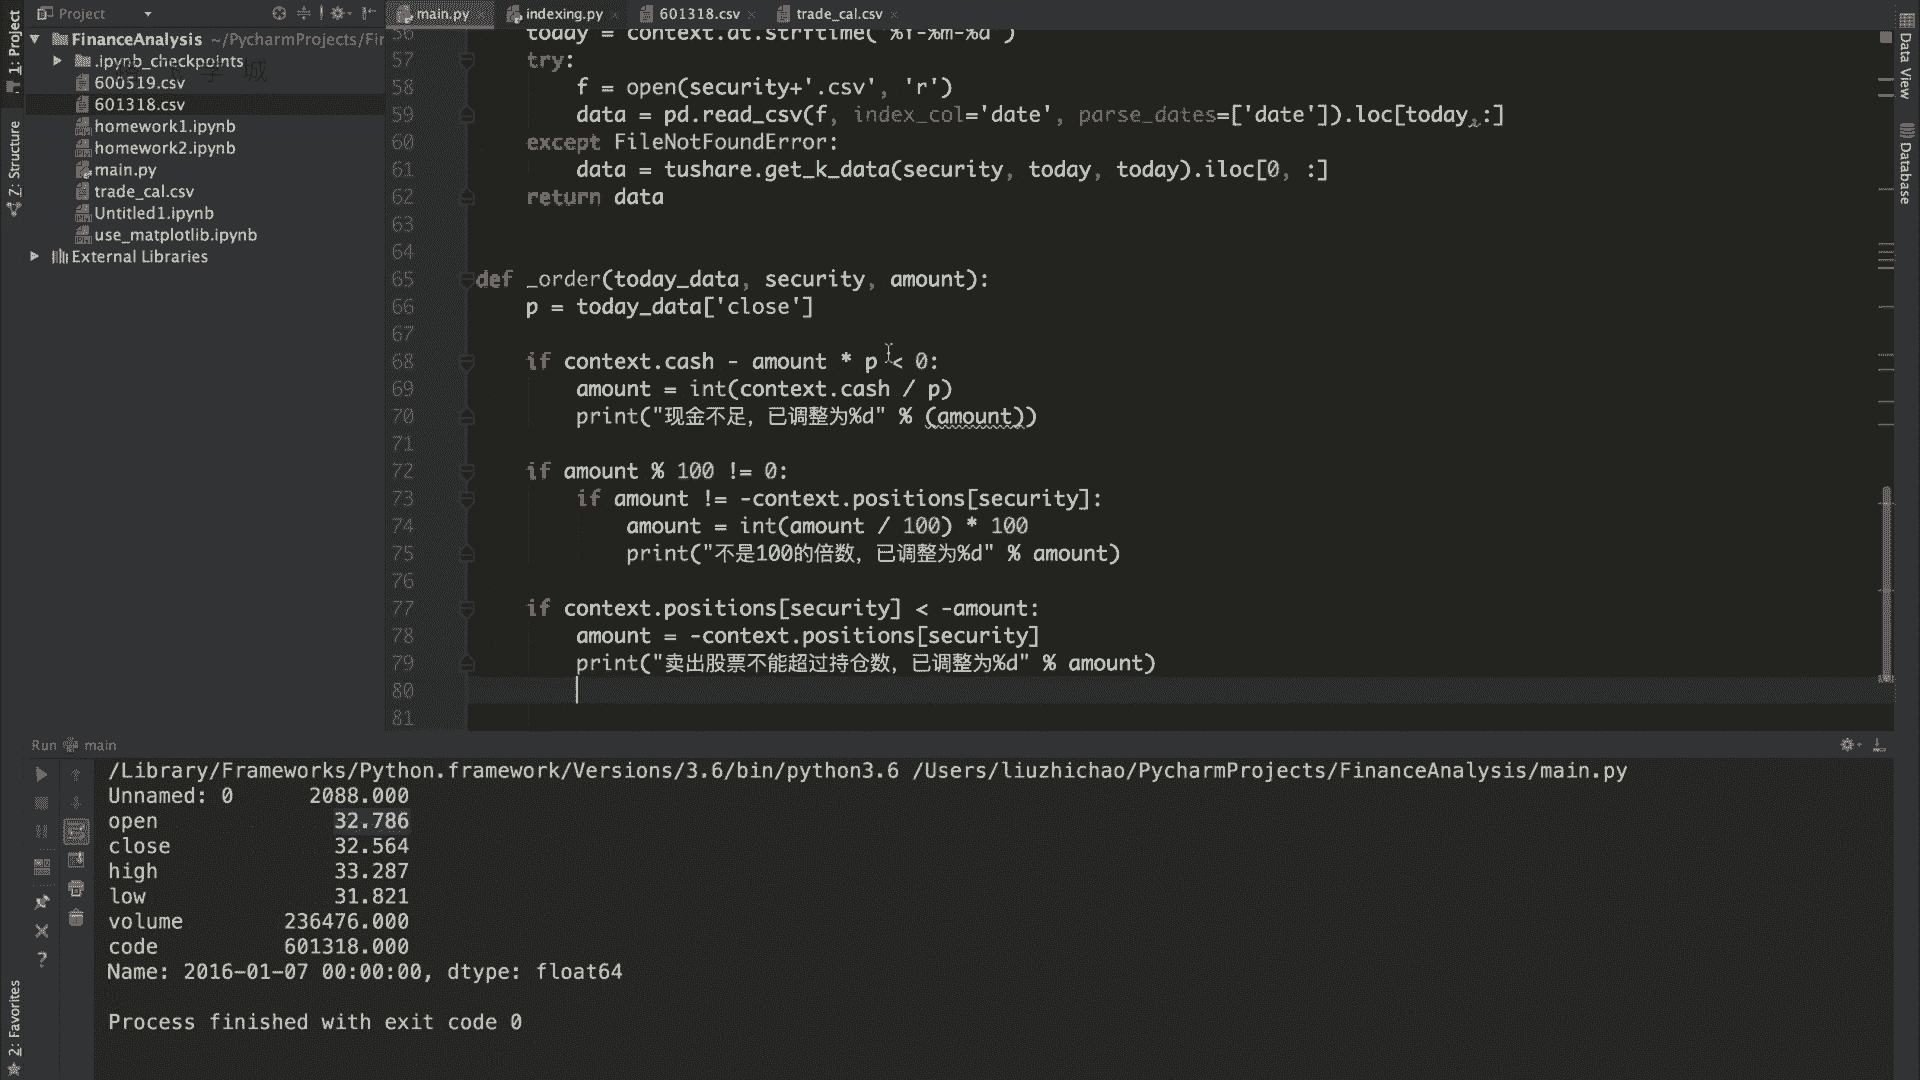 Project
main.py
indexing.py
601318.csv
trade_cal.csv
1: Project
Z: Structure
2: Favorites
Data View
Database
FinanceAnalysis ~/PycharmProjects/Fin
.ipynb_checkpoints
600519.csv
601318.csv
homework1.ipynb
homework2.ipynb
main.py
trade_cal.csv
Untitled1.ipynb
use_matplotlib.ipynb
External Libraries
56 today = context.dt.strftime('%Y-%m-%d')
57 try:
58 f = open(security+'.csv', 'r')
59 data = pd.read_csv(f, index_col='date', parse_dates=['date']).loc[today,:]
60 except FileNotFoundError:
61 data = tushare.get_k_data(security, today, today).iloc[0, :]
62 return data
63
64
65 def _order(today_data, security, amount):
66 p = today_data['close']
67
68 if context.cash - amount * p < 0:
69 amount = int(context.cash / p)
70 print("现金不足，已调整为%d" % (amount))
71
72 if amount % 100 != 0:
73 if amount != -context.positions[security]:
74 amount = int(amount / 100) * 100
75 print("不是100的倍数，已调整为%d" % amount)
76
77 if context.positions[security] < -amount:
78 amount = -context.positions[security]
79 print("卖出股票不能超过持仓数，已调整为%d" % amount)
80
81
Run main
/Library/Frameworks/Python.framework/Versions/3.6/bin/python3.6 /Users/liuzhichao/PycharmProjects/FinanceAnalysis/main.py
Unnamed: 0 2088.000
open 32.786
close 32.564
high 33.287
low 31.821
volume 236476.000
code 601318.000
Name: 2016-01-07 00:00:00, dtype: float64
Process finished with exit code 0